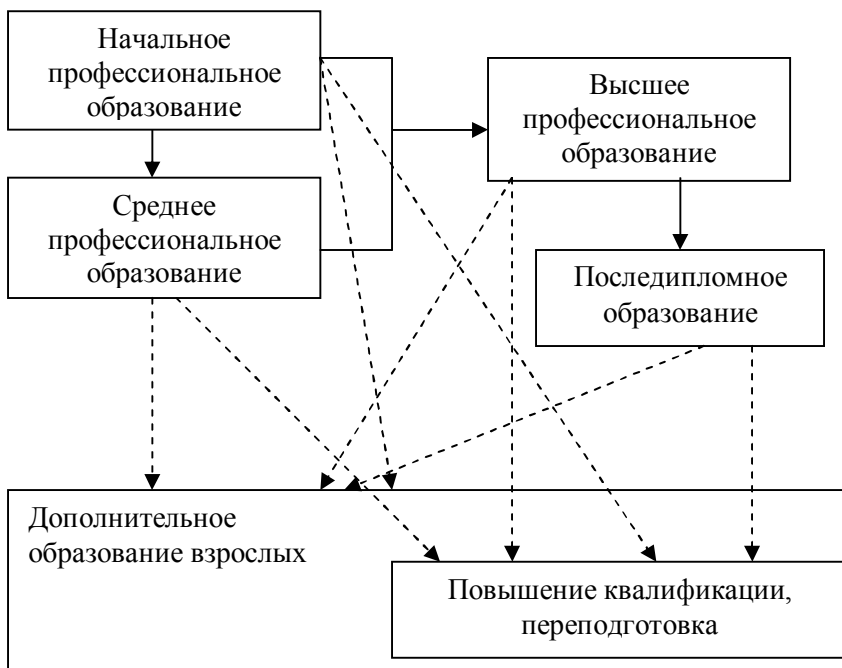 Начальное
профессиональное
образование
Высшее
профессиональное
образование
Среднее
профессиональное
образование
Последипломное
образование
Дополнительное
образование взрослых
Повышение квалификации,
переподготовка